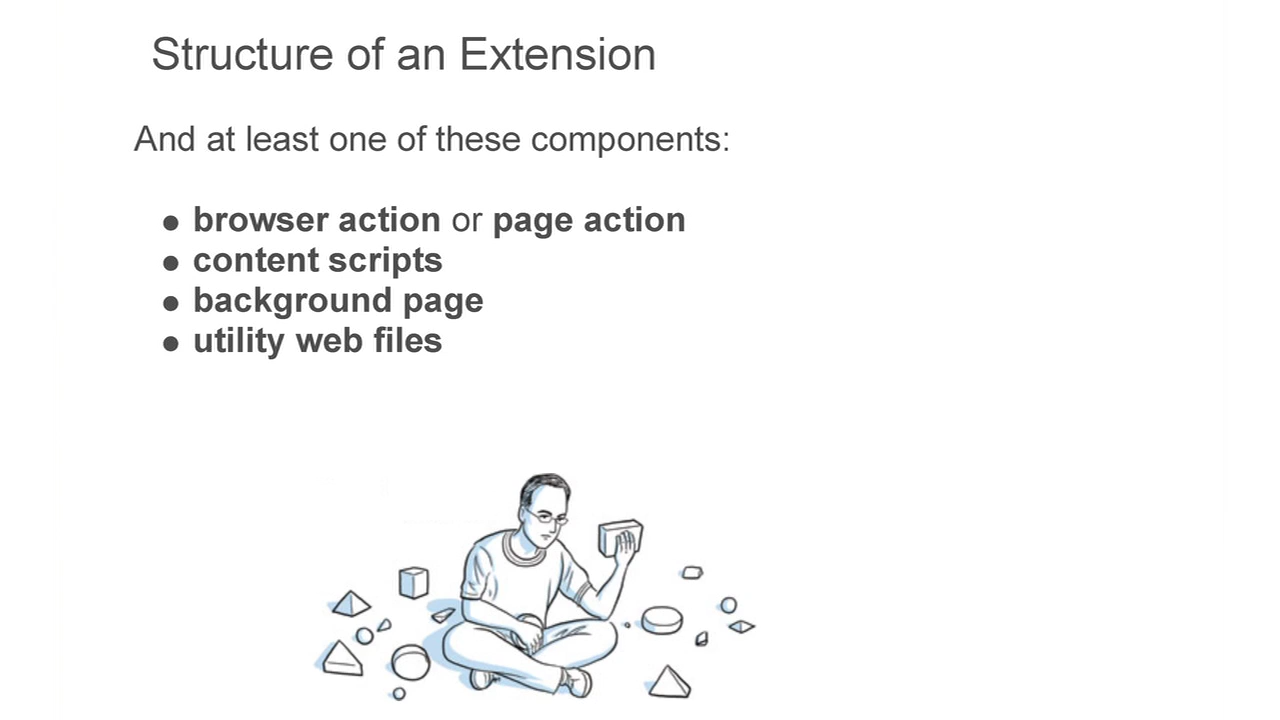 Structure of an Extension
And at least one of these components:
● browser action or page action
● content scripts
● background page
● utility web files